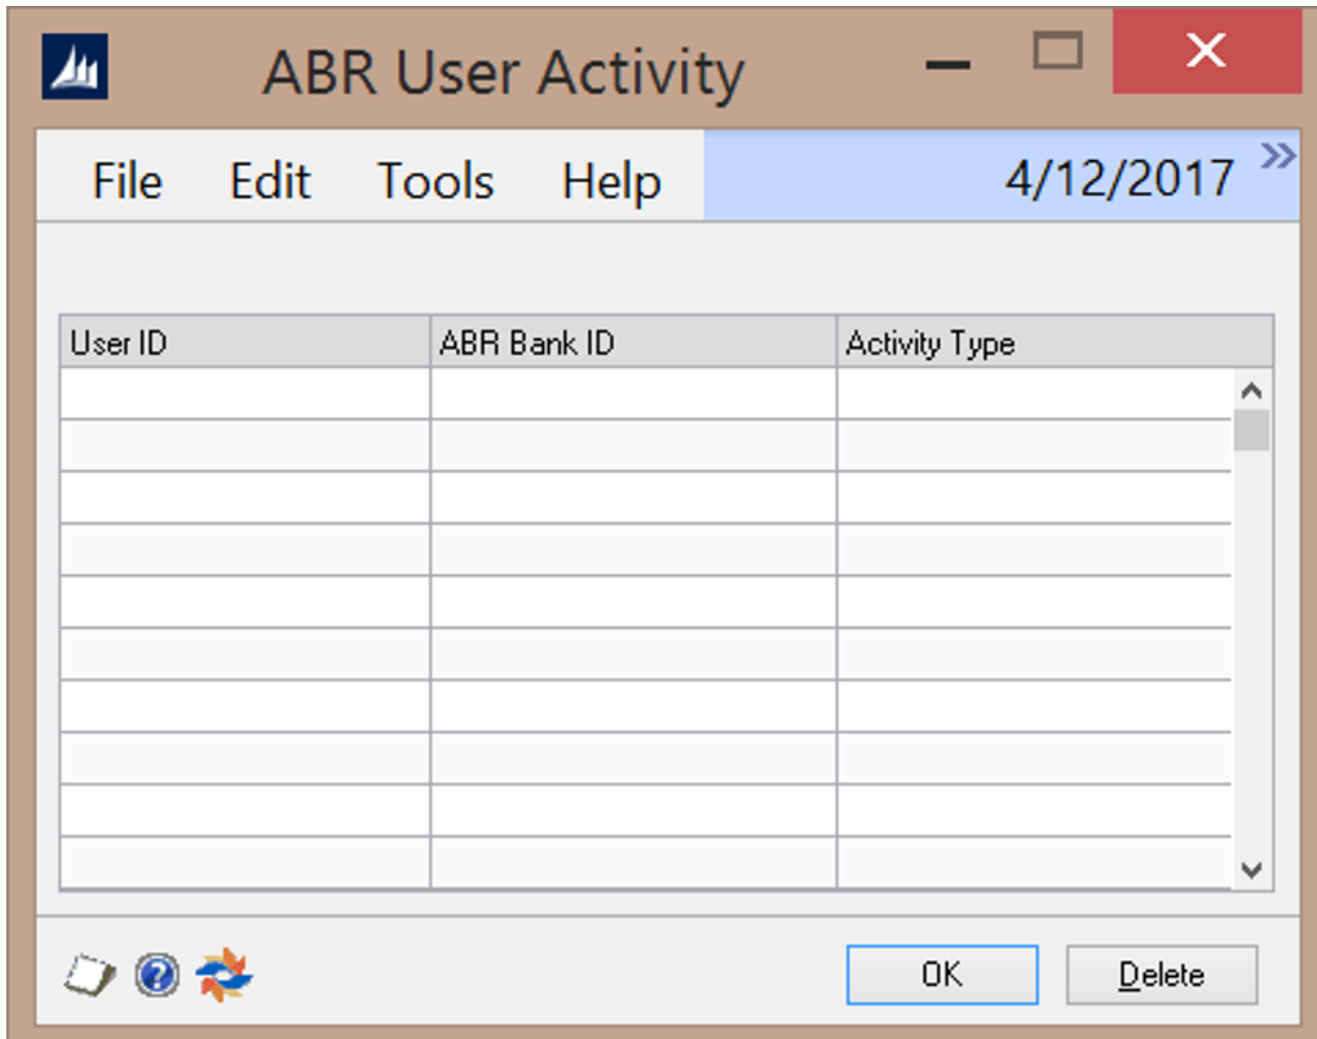 ABR User Activity
File Edit Tools Help 4/12/2017 »
User ID ABR Bank ID Activity Type
OK Delete